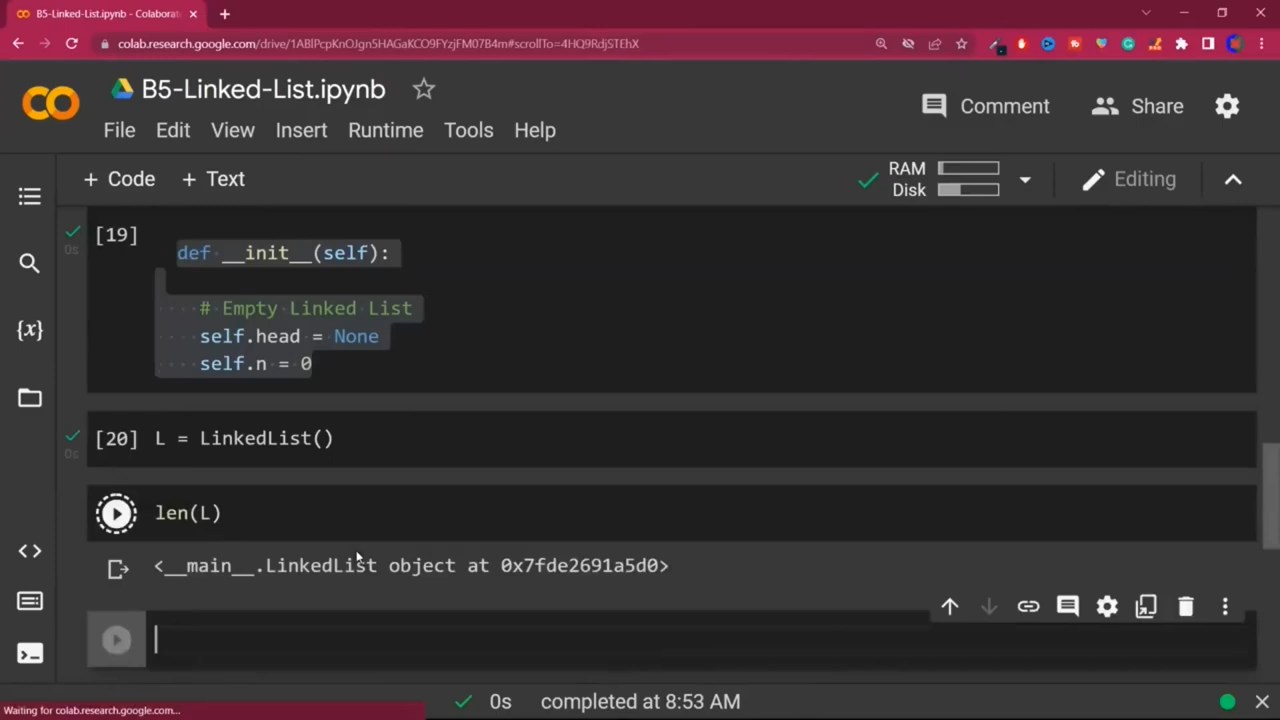 B5-Linked-List.ipynb - Colaborat
colab.research.google.com/drive/1ABlPcpKnOJgn5HAGaKCO9FYzjFM07B4m#scrollTo=4HQ9RdjSTEhX
B5-Linked-List.ipynb
Comment
Share
File Edit View Insert Runtime Tools Help
+ Code + Text
RAM
Disk
Editing
[19]
0s
def __init__(self):
# Empty Linked List
self.head = None
self.n = 0
[20] L = LinkedList()
0s
len(L)
<__main__.LinkedList object at 0x7fde2691a5d0>
{x}
0s completed at 8:53 AM
Waiting for colab.research.google.com...